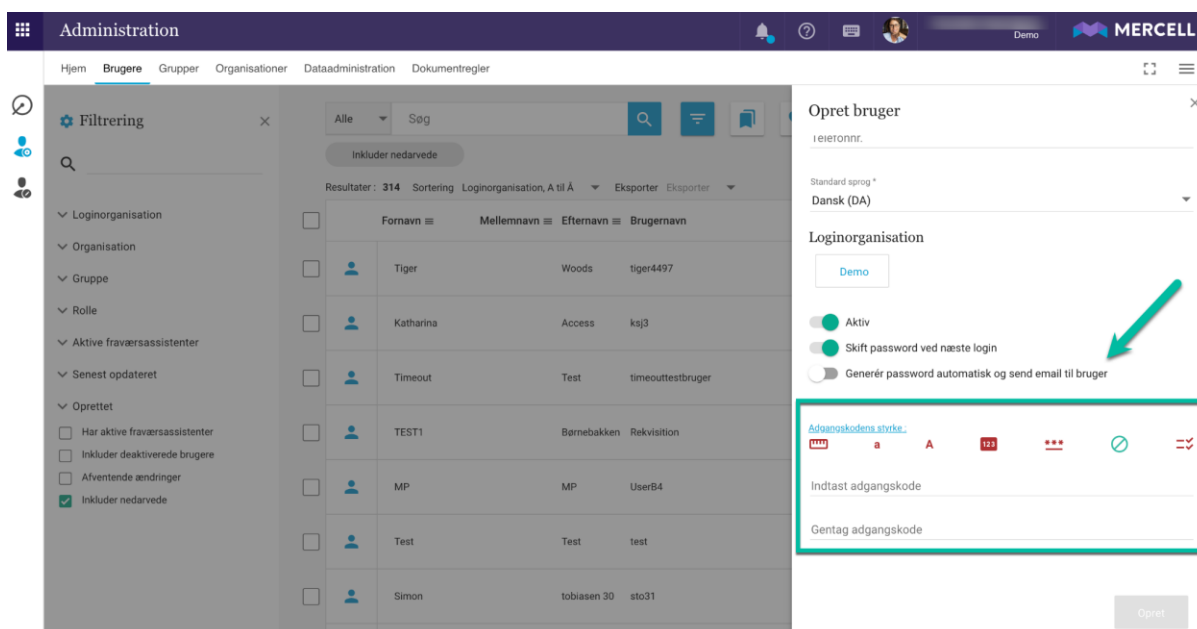 Administration
Demo
MERCELL
Hjem Brugere Grupper Organisationer Dataadministration Dokumentregler
Filtrering
Loginorganisation
Organisation
Gruppe
Rolle
Aktive fraværsassistenter
Senest opdateret
Oprettet
Har aktive fraværsassistenter
Inkluder deaktiverede brugere
Afventende ændringer
Inkluder nedarvede
Alle Søg
Inkluder nedarvede
Resultater : 314 Sortering Loginorganisation, A til Å Eksporter Eksporter
Fornavn Mellemnavn Efternavn Brugernavn
Tiger Woods tiger4497
Katharina Access ksj3
Timeout Test timeouttestbruger
TEST1 Børnebakken Rekvisition
MP MP UserB4
Test Test test
Simon tobiasen 30 sto31
Opret bruger
Telefonnr.
Standard sprog *
Dansk (DA)
Loginorganisation
Demo
Aktiv
Skift password ved næste login
Generér password automatisk og send email til bruger
Adgangskodens styrke :
a A 123 ***
Indtast adgangskode
Gentag adgangskode
Opret